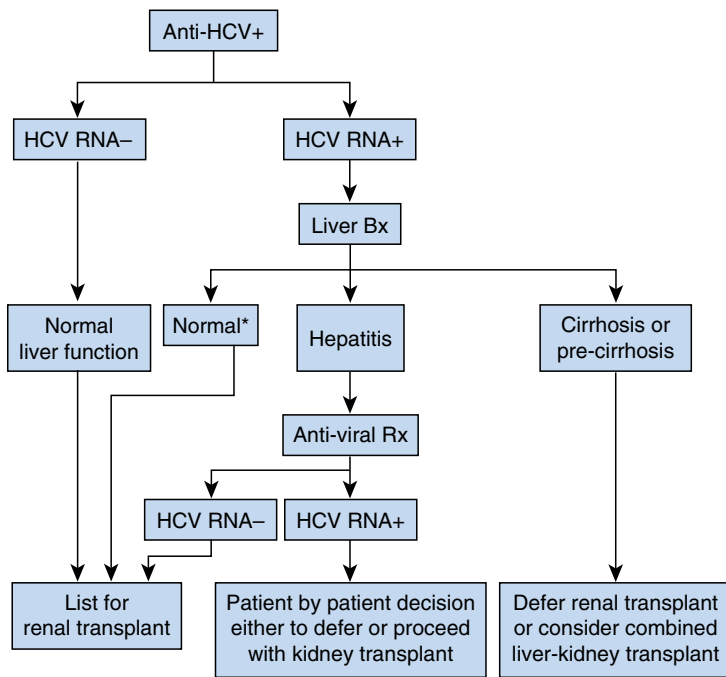 Anti-HCV+
HCV RNA–
HCV RNA+
Liver Bx
Normal
liver function
Normal*
Hepatitis
Cirrhosis or
pre-cirrhosis
Anti-viral Rx
HCV RNA–
HCV RNA+
List for
renal transplant
Patient by patient decision
either to defer or proceed
with kidney transplant
Defer renal transplant
or consider combined
liver-kidney transplant